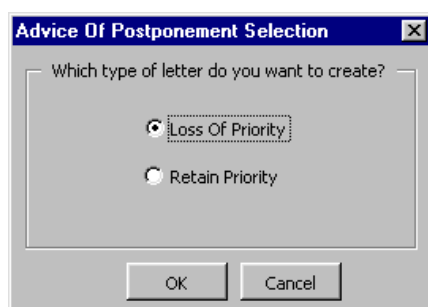 Advice Of Postponement Selection
Which type of letter do you want to create?
Loss Of Priority
Retain Priority
OK Cancel